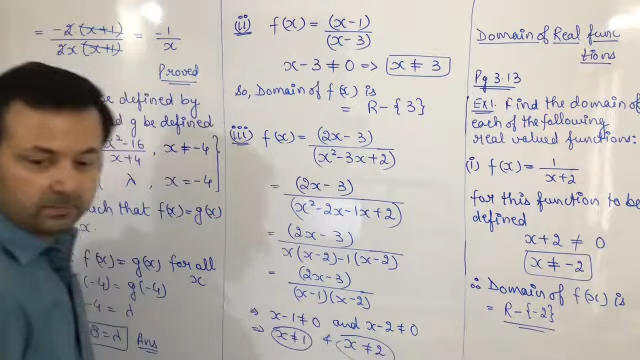 = -2 (x+1) / 2x (x+1) = -1 / x
Proved
be defined by
g be defined
x²-16 / x+4 , x ≠ -4
λ , x = -4
such that f(x) = g(x)
x.
f(x) = g(x) for all x
(-4) = g(-4)
-4 = λ
= λ Ans
(ii) f(x) = (x-1) / (x-3)
x-3 ≠ 0 => x ≠ 3
So, Domain of f(x) is
= R-{3}
(iii) f(x) = (2x-3) / (x²-3x+2)
= (2x-3) / (x²-2x-1x+2)
= (2x-3) / x(x-2)-1(x-2)
= (2x-3) / (x-1)(x-2)
⇒ x-1≠0 and x-2≠0
⇒ x≠1 & x≠2
Domain of Real functions
Pg 3.13
EX1. Find the domain of
each of the following
real valued functions:
(i) f(x) = 1 / x+2
for this function to be
defined
x+2 ≠ 0
x ≠ -2
∴ Domain of f(x) is
= R-{-2}